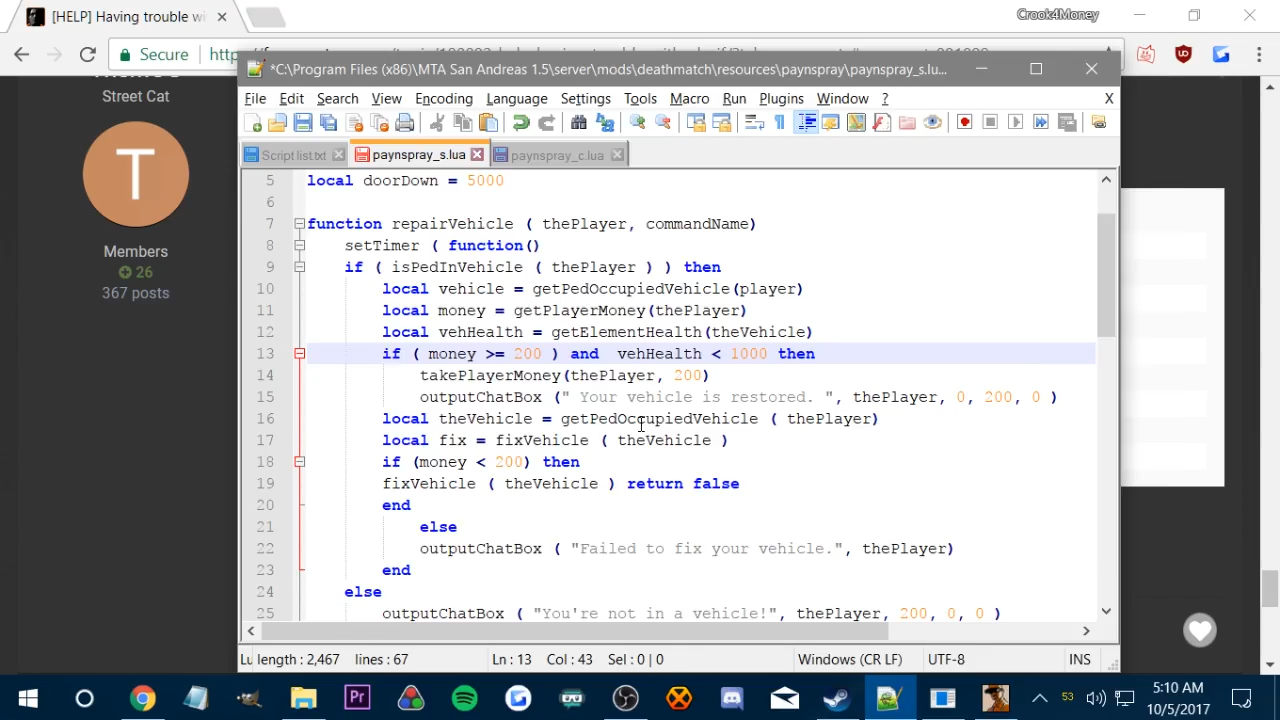 [HELP] Having trouble wi
Crook4Money
Secure
Street Cat
T
Members
26
367 posts
*C:\Program Files (x86)\MTA San Andreas 1.5\server\mods\deathmatch\resources\paynspray\paynspray_s.lu...
File Edit Search View Encoding Language Settings Tools Macro Run Plugins Window ?
X
Script list.txt paynspray_s.lua paynspray_c.lua
5 local doorDown = 5000
6
7 function repairVehicle ( thePlayer, commandName)
8 setTimer ( function()
9 if ( isPedInVehicle ( thePlayer ) ) then
10 local vehicle = getPedOccupiedVehicle(player)
11 local money = getPlayerMoney(thePlayer)
12 local vehHealth = getElementHealth(theVehicle)
13 if ( money >= 200 ) and  vehHealth < 1000 then
14 takePlayerMoney(thePlayer, 200)
15 outputChatBox (" Your vehicle is restored. ", thePlayer, 0, 200, 0 )
16 local theVehicle = getPedOccupiedVehicle ( thePlayer)
17 local fix = fixVehicle ( theVehicle )
18 if (money < 200) then
19 fixVehicle ( theVehicle ) return false
20 end
21 else
22 outputChatBox ( "Failed to fix your vehicle.", thePlayer)
23 end
24 else
25 outputChatBox ( "You're not in a vehicle!", thePlayer, 200, 0, 0 )
Lu length : 2,467 lines : 67 Ln : 13 Col : 43 Sel : 0 | 0 Windows (CR LF) UTF-8 INS
Pr
53
5:10 AM
10/5/2017